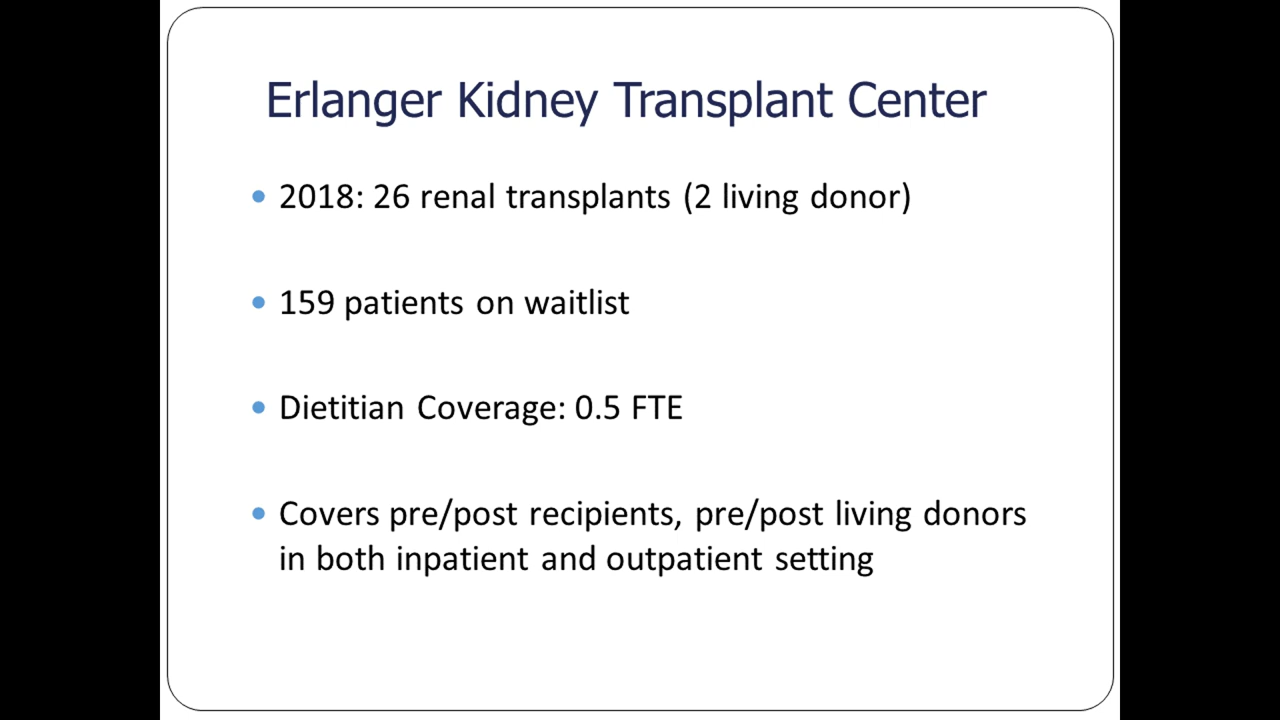 Erlanger Kidney Transplant Center
• 2018: 26 renal transplants (2 living donor)
• 159 patients on waitlist
• Dietitian Coverage: 0.5 FTE
• Covers pre/post recipients, pre/post living donors
in both inpatient and outpatient setting